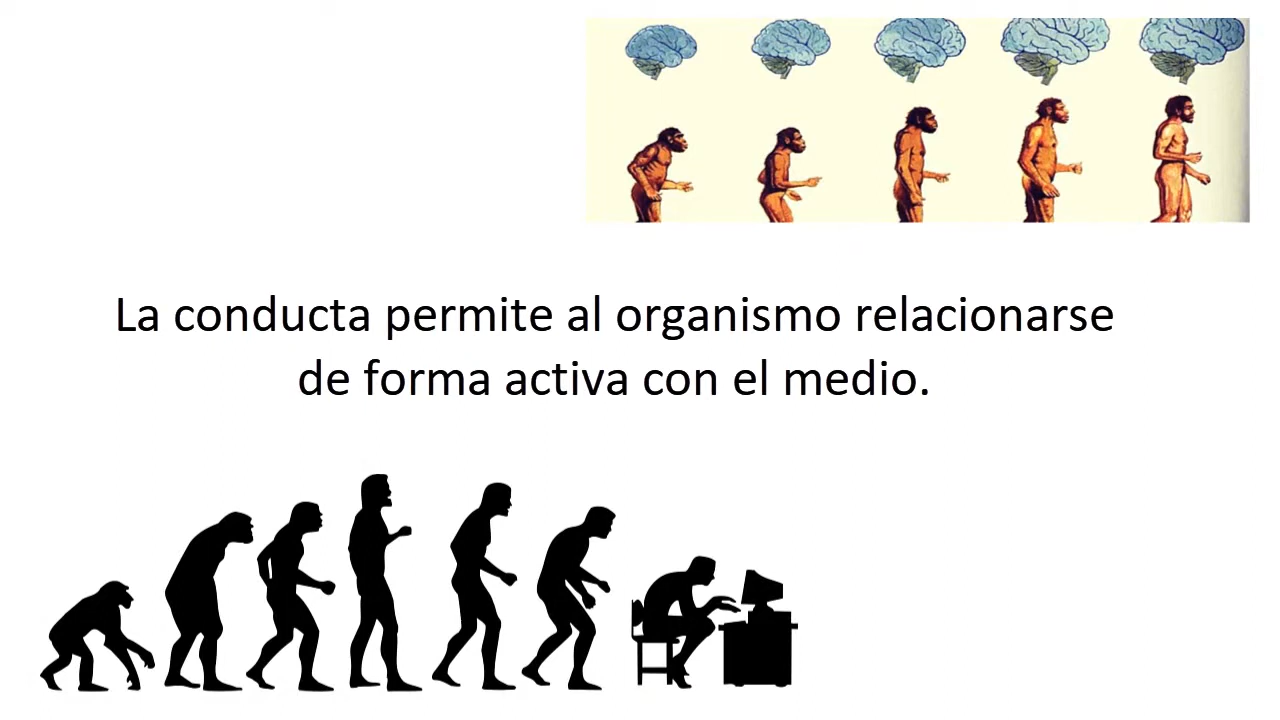 La conducta permite al organismo relacionarse
de forma activa con el medio.